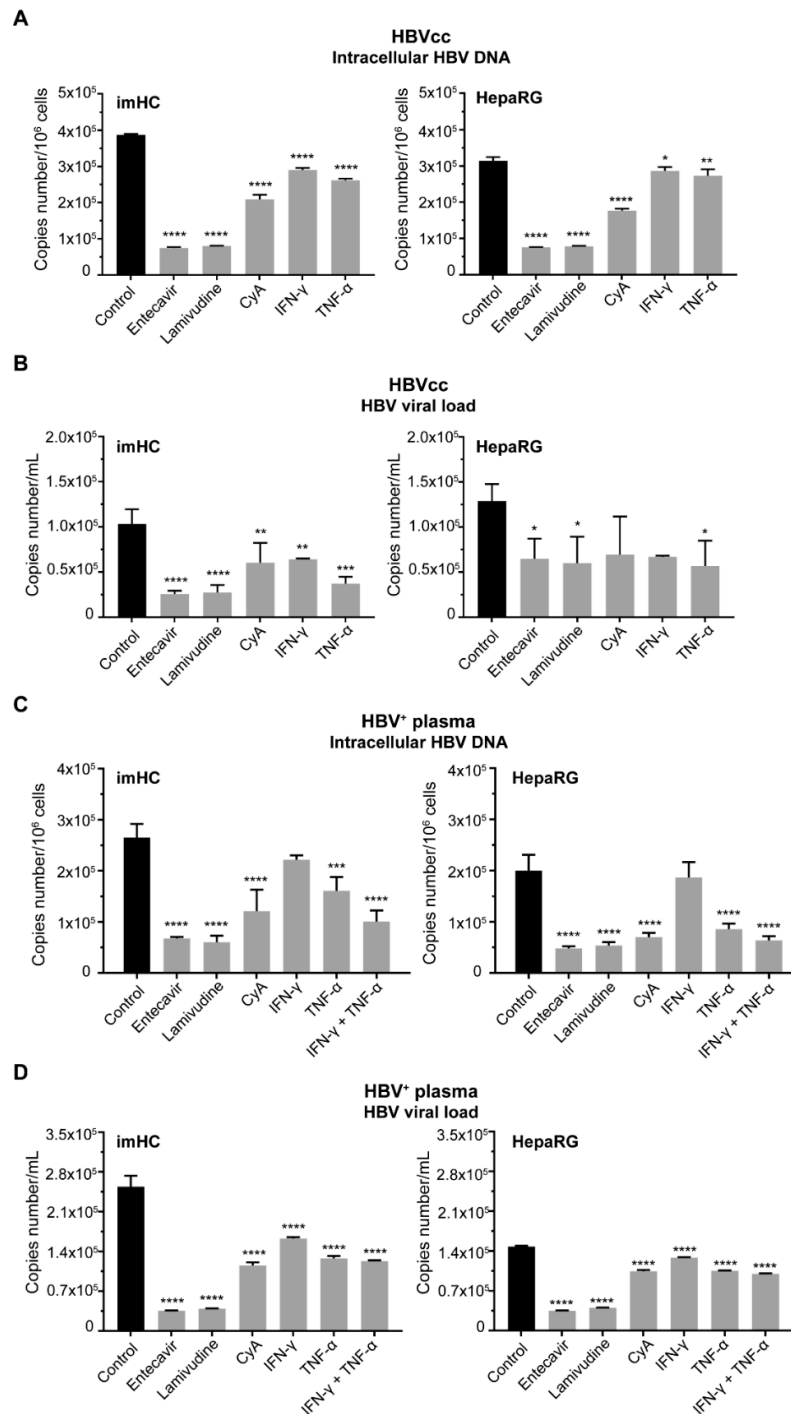 A
HBVcc
Intracellular HBV DNA
imHC
Copies number/10⁶ cells
5x10⁵
4x10⁵
3x10⁵
2x10⁵
1x10⁵
0
****
****
****
****
****
Control
Entecavir
Lamivudine
CyA
IFN-γ
TNF-α
HepaRG
Copies number/10⁶ cells
5x10⁵
4x10⁵
3x10⁵
2x10⁵
1x10⁵
0
****
****
****
*
**
Control
Entecavir
Lamivudine
CyA
IFN-γ
TNF-α
B
HBVcc
HBV viral load
imHC
Copies number/mL
2.0x10⁵
1.5x10⁵
1.0x10⁵
0.5x10⁵
0
****
****
**
**
***
Control
Entecavir
Lamivudine
CyA
IFN-γ
TNF-α
HepaRG
Copies number/mL
2.0x10⁵
1.5x10⁵
1.0x10⁵
0.5x10⁵
0
*
*
*
Control
Entecavir
Lamivudine
CyA
IFN-γ
TNF-α
C
HBV⁺ plasma
Intracellular HBV DNA
imHC
Copies number/10⁶ cells
4x10⁵
3x10⁵
2x10⁵
1x10⁵
0
****
****
****
***
****
Control
Entecavir
Lamivudine
CyA
IFN-γ
TNF-α
IFN-γ + TNF-α
HepaRG
Copies number/10⁶ cells
4x10⁵
3x10⁵
2x10⁵
1x10⁵
0
****
****
****
****
****
Control
Entecavir
Lamivudine
CyA
IFN-γ
TNF-α
IFN-γ + TNF-α
D
HBV⁺ plasma
HBV viral load
imHC
Copies number/mL
3.5x10⁵
2.8x10⁵
2.1x10⁵
1.4x10⁵
0.7x10⁵
0
****
****
****
****
****
****
Control
Entecavir
Lamivudine
CyA
IFN-γ
TNF-α
IFN-γ + TNF-α
HepaRG
Copies number/mL
3.5x10⁵
2.8x10⁵
2.1x10⁵
1.4x10⁵
0.7x10⁵
0
****
****
****
****
****
****
Control
Entecavir
Lamivudine
CyA
IFN-γ
TNF-α
IFN-γ + TNF-α